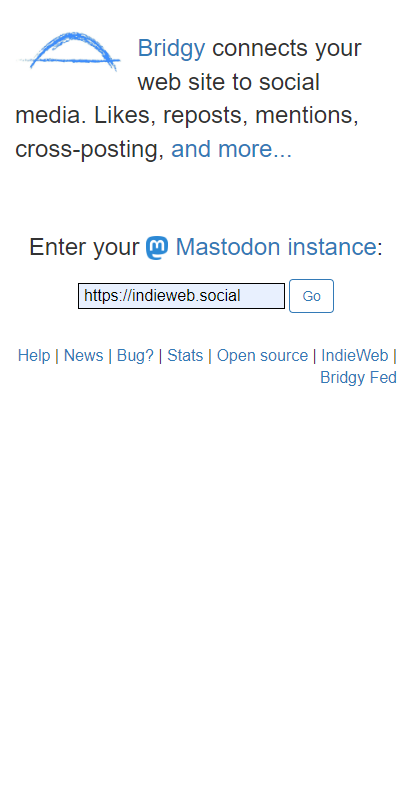 Bridgy connects your
web site to social
media. Likes, reposts, mentions,
cross-posting, and more...
Enter your Mastodon instance:
https://indieweb.social Go
Help | News | Bug? | Stats | Open source | IndieWeb |
Bridgy Fed